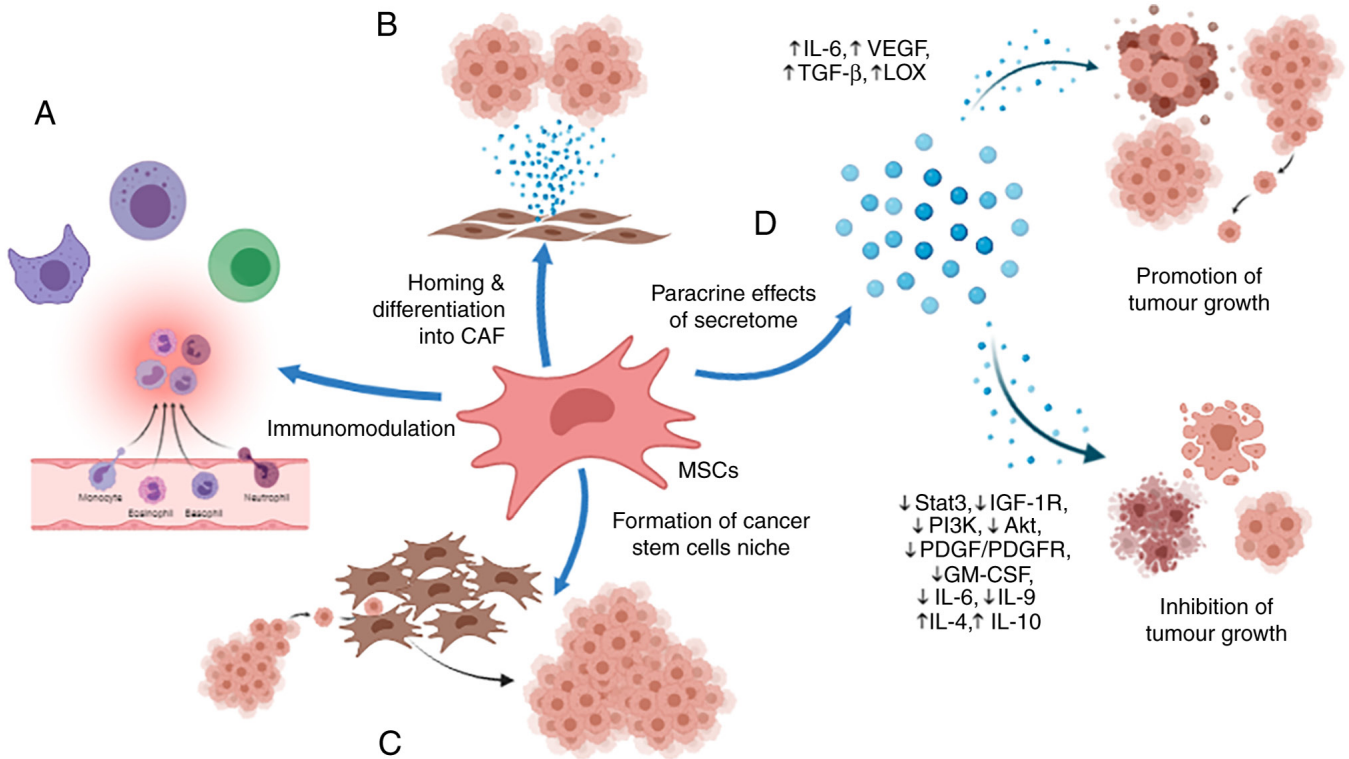 A
Immunomodulation
Monocyte
Eosinophil
Basophil
Neutrophil
B
Homing &
differentiation
into CAF
MSCs
Formation of cancer
stem cells niche
C
D
Paracrine effects
of secretome
↑IL-6,↑ VEGF,
↑TGF-β,↑LOX
Promotion of
tumour growth
↓Stat3,↓IGF-1R,
↓PI3K,↓Akt,
↓PDGF/PDGFR,
↓GM-CSF,
↓IL-6,↓IL-9
↑IL-4,↑ IL-10
Inhibition of
tumour growth